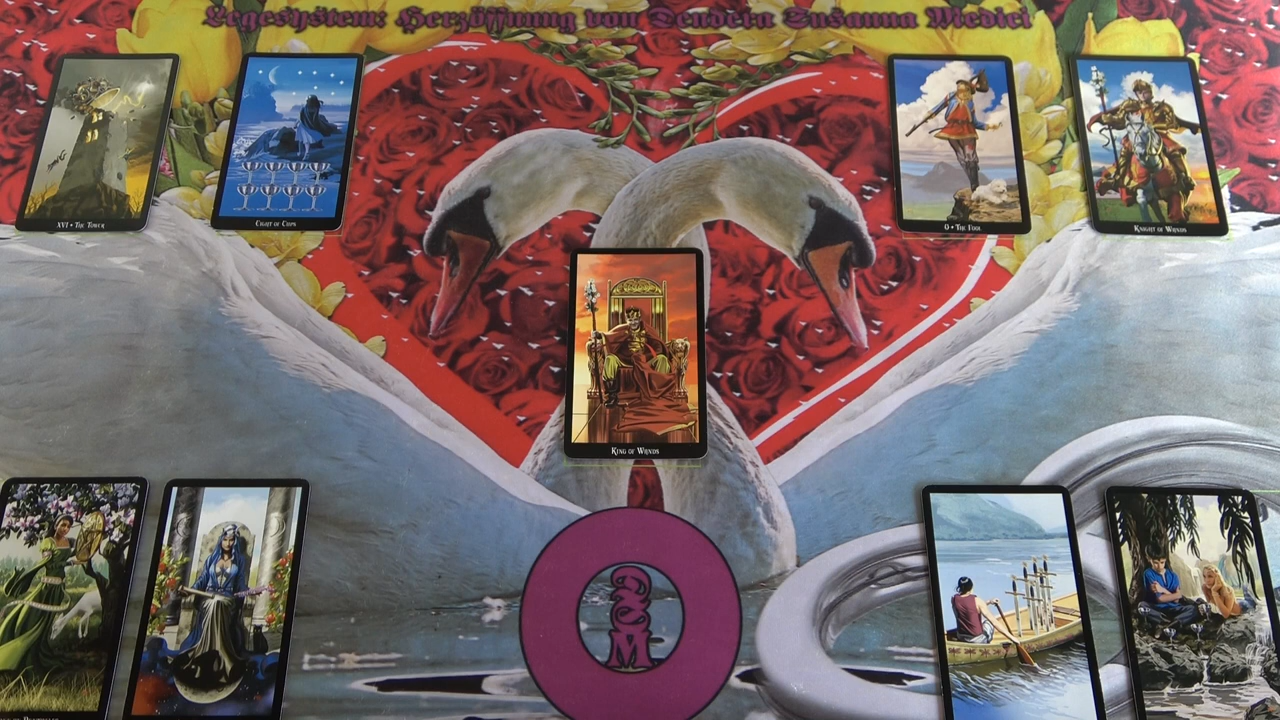 Legesystem: Herzöffnung von Dendera Susanna Medici
XVI • The Tower
Eight of Cups
0 • The Fool
Knight of Wands
King of Wands
DSM